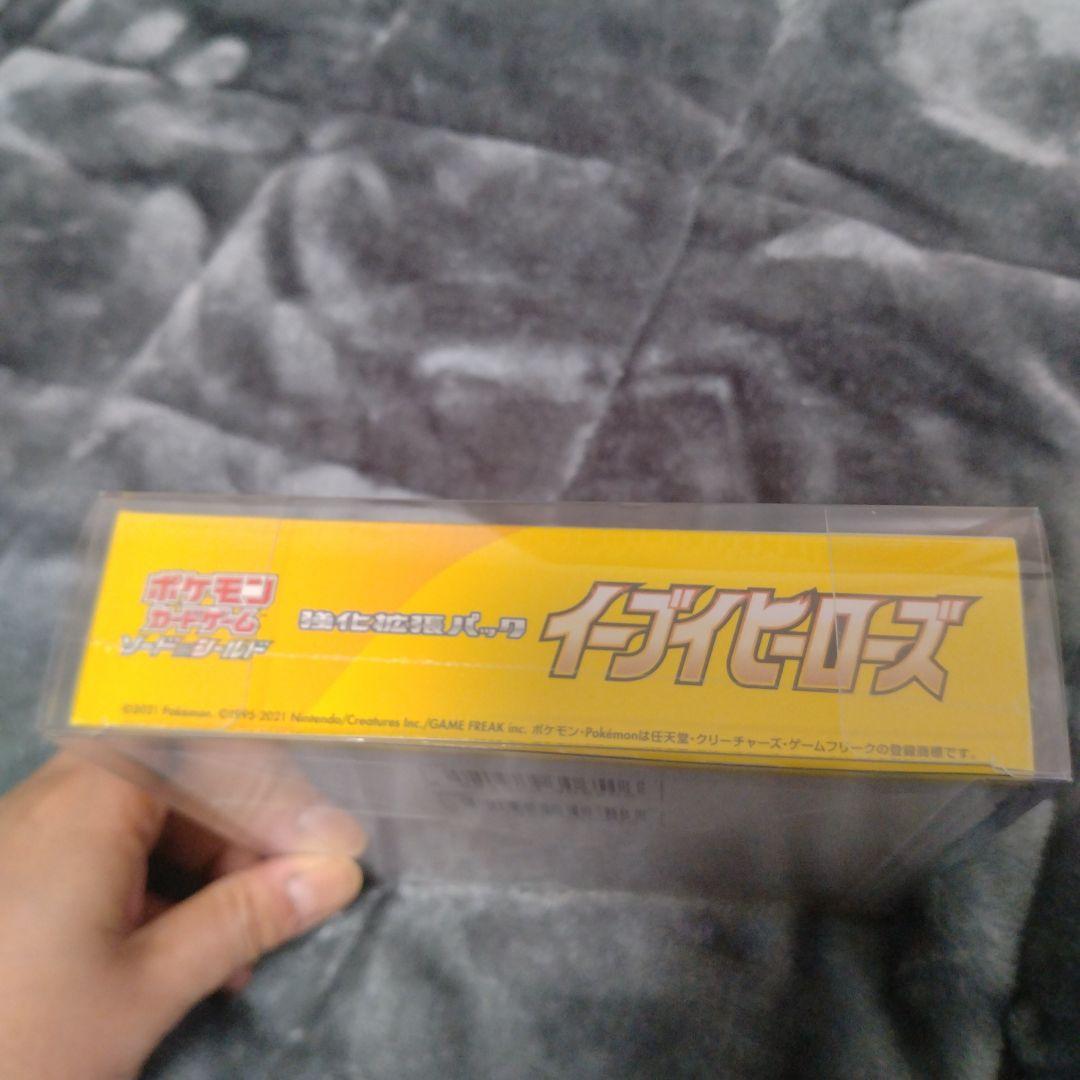 ポケモン
カードゲーム
ソード&シールド
強化拡張パック
イーブイヒーローズ
©2021 Pokémon. ©1995-2021 Nintendo/Creatures Inc./GAME FREAK inc. ポケモン・Pokémonは任天堂・クリーチャーズ・ゲームフリークの登録商標です。